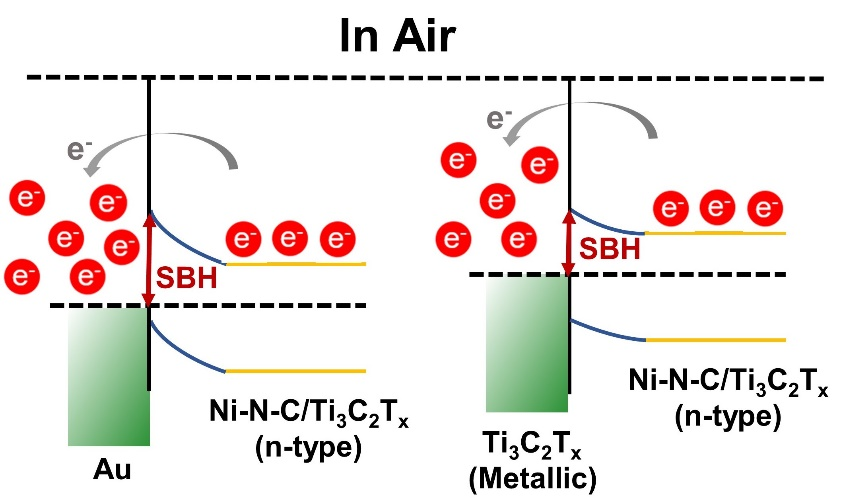 In Air
e⁻
e⁻
e⁻
e⁻
e⁻
e⁻
e⁻
e⁻
e⁻
e⁻
e⁻
SBH
Ni-N-C/Ti₃C₂Tₓ
(n-type)
Au
e⁻
e⁻
e⁻
e⁻
e⁻
e⁻
e⁻
e⁻
e⁻
SBH
Ni-N-C/Ti₃C₂Tₓ
(n-type)
Ti₃C₂Tₓ
(Metallic)